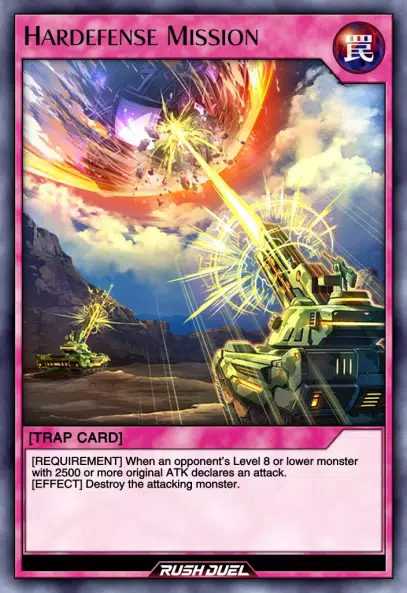 Hardefense Mission
罠
[TRAP CARD]
[REQUIREMENT] When an opponent's Level 8 or lower monster
with 2500 or more original ATK declares an attack.
[EFFECT] Destroy the attacking monster.
RUSH DUEL